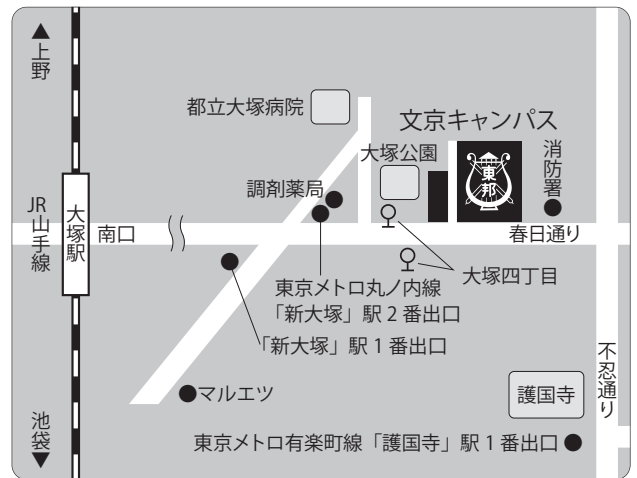 ▲上野
都立大塚病院
文京キャンパス
大塚公園
消防署
東邦
調剤薬局
JR山手線
大塚駅
南口
春日通り
大塚四丁目
東京メトロ丸ノ内線
「新大塚」駅2番出口
「新大塚」駅1番出口
不忍通り
マルエツ
護国寺
池袋▼
東京メトロ有楽町線「護国寺」駅1番出口